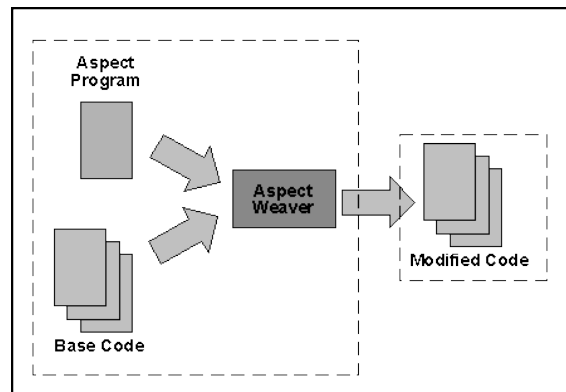 Aspect
Program
Aspect
Weaver
Base Code
Modified Code